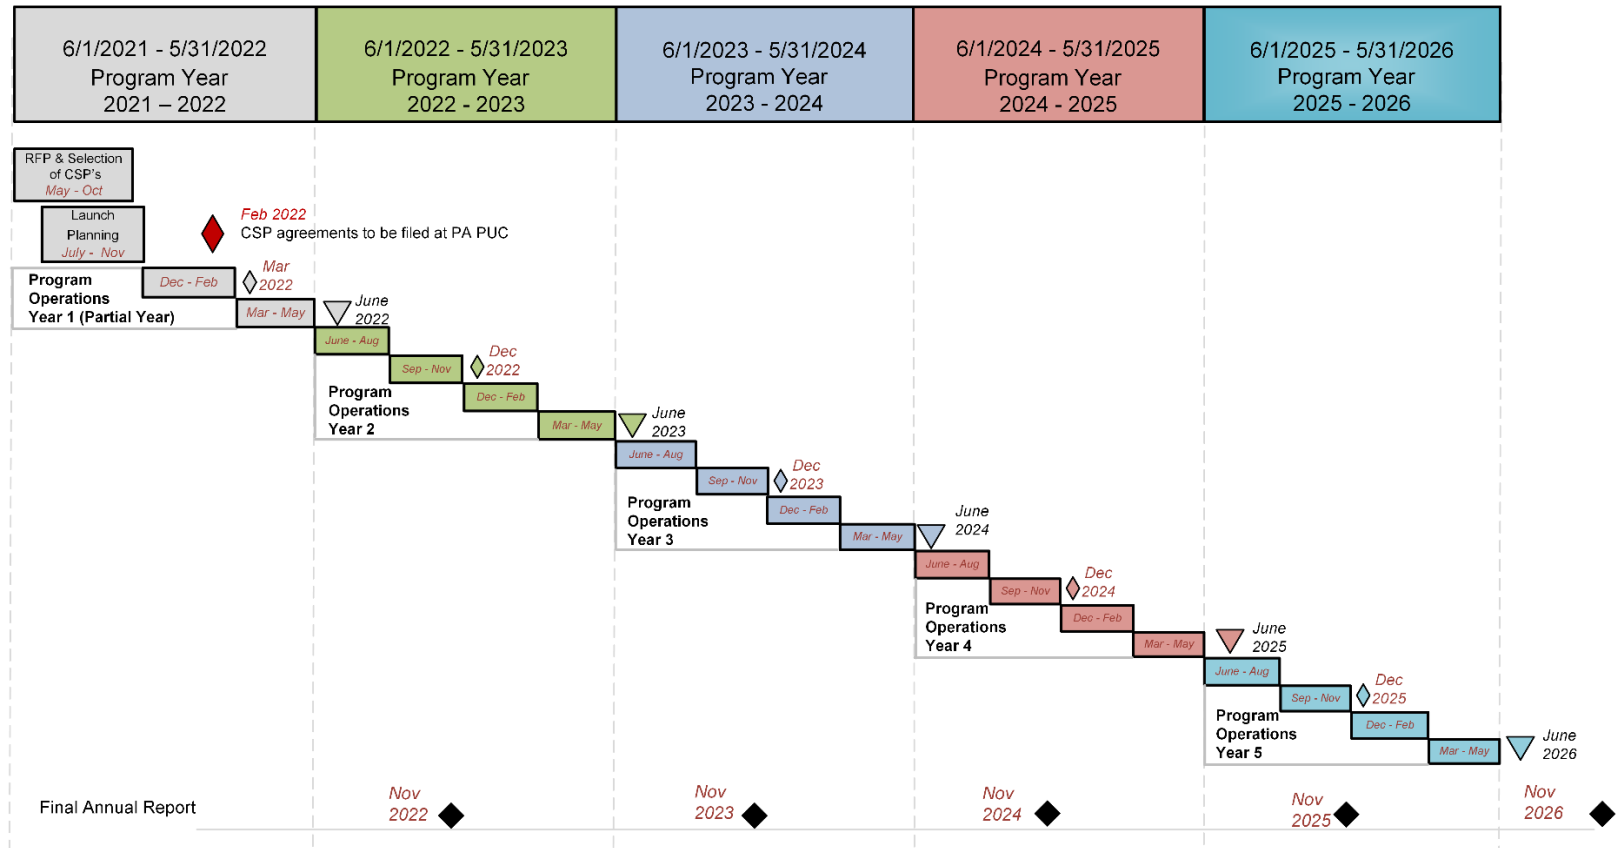 6/1/2021 - 5/31/2022
Program Year
2021 – 2022
6/1/2022 - 5/31/2023
Program Year
2022 - 2023
6/1/2023 - 5/31/2024
Program Year
2023 - 2024
6/1/2024 - 5/31/2025
Program Year
2024 - 2025
6/1/2025 - 5/31/2026
Program Year
2025 - 2026
RFP & Selection
of CSP's
May - Oct
Launch
Planning
July - Nov
Feb 2022
CSP agreements to be filed at PA PUC
Program
Operations
Year 1 (Partial Year)
Dec - Feb
Mar
2022
Mar - May
June
2022
June - Aug
Sep - Nov
Dec
2022
Program
Operations
Year 2
Dec - Feb
Mar - May
June
2023
June - Aug
Sep - Nov
Dec
2023
Program
Operations
Year 3
Dec - Feb
Mar - May
June
2024
June - Aug
Sep - Nov
Dec
2024
Program
Operations
Year 4
Dec - Feb
Mar - May
June
2025
June - Aug
Sep - Nov
Dec
2025
Program
Operations
Year 5
Dec - Feb
Mar - May
June
2026
Final Annual Report
Nov
2022
Nov
2023
Nov
2024
Nov
2025
Nov
2026